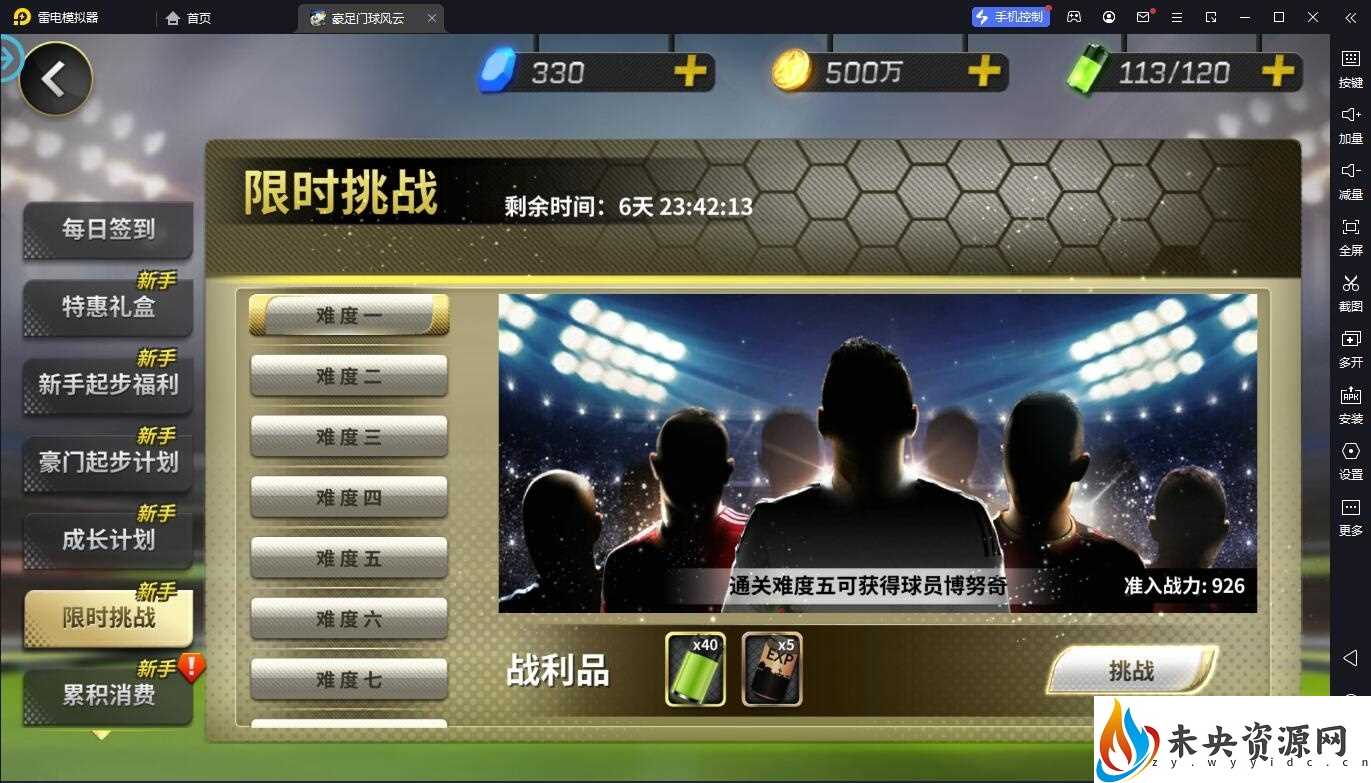 雷电模拟器
首页
豪足门球风云
手机控制
330
500万
113/120
按键
加量
减量
全屏
截图
多开
安装
设置
更多
限时挑战
剩余时间：6天 23:42:13
每日签到
新手
特惠礼盒
新手
新手起步福利
新手
豪门起步计划
新手
成长计划
新手
限时挑战
新手
累积消费
难度一
难度二
难度三
难度四
难度五
难度六
难度七
通关难度五可获得球员博努奇
准入战力: 926
战利品
x40
x5
EXP
挑战
未央资源网
zy.wyyidc.cn